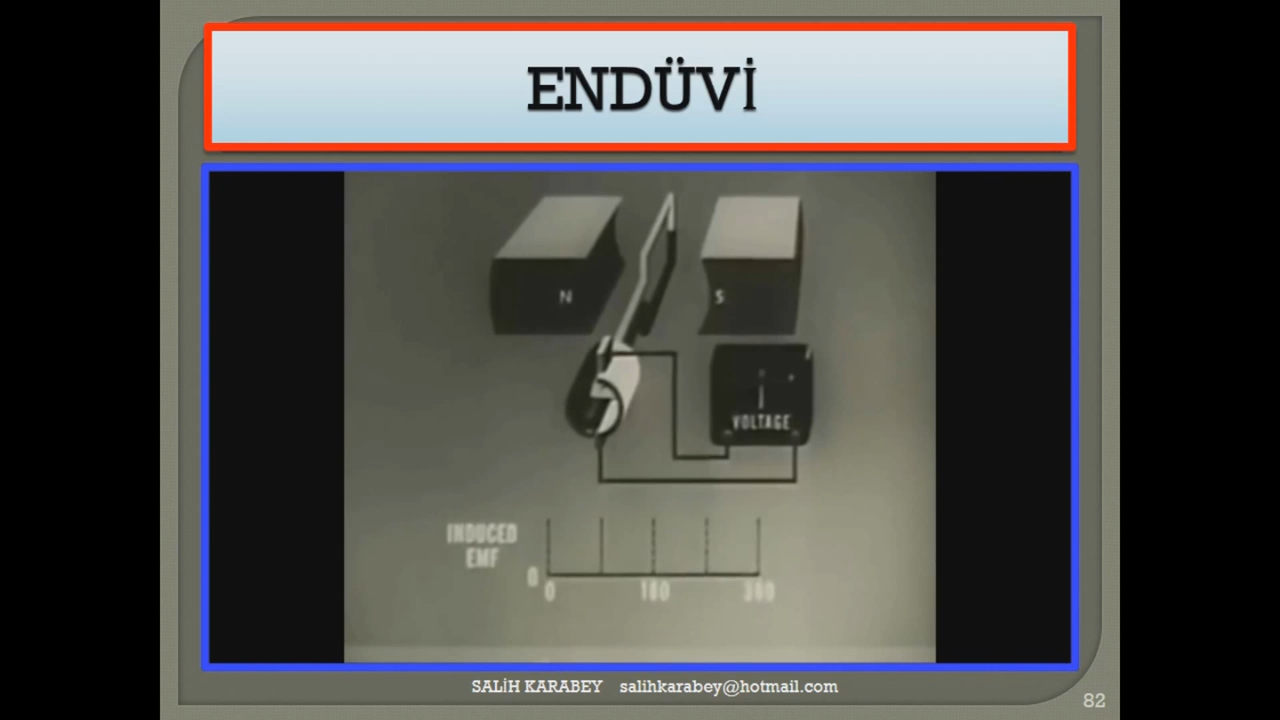 ENDÜVİ
N
S
VOLTAGE
INDUCED
EMF
0
0 180 360
SALİH KARABEY salihkarabey@hotmail.com
82